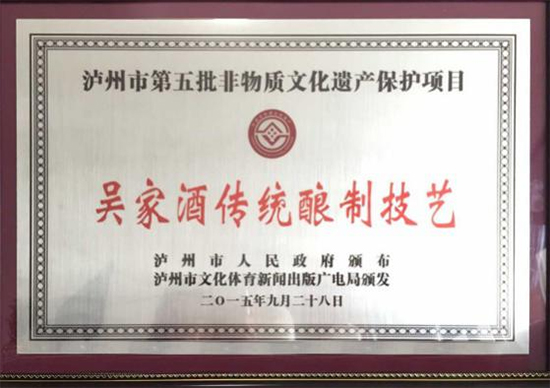 泸州市第五批非物质文化遗产保护项目
吴家酒传统酿制技艺
泸州市人民政府颁布
泸州市文化体育新闻出版广电局颁发
二〇一五年九月二十八日